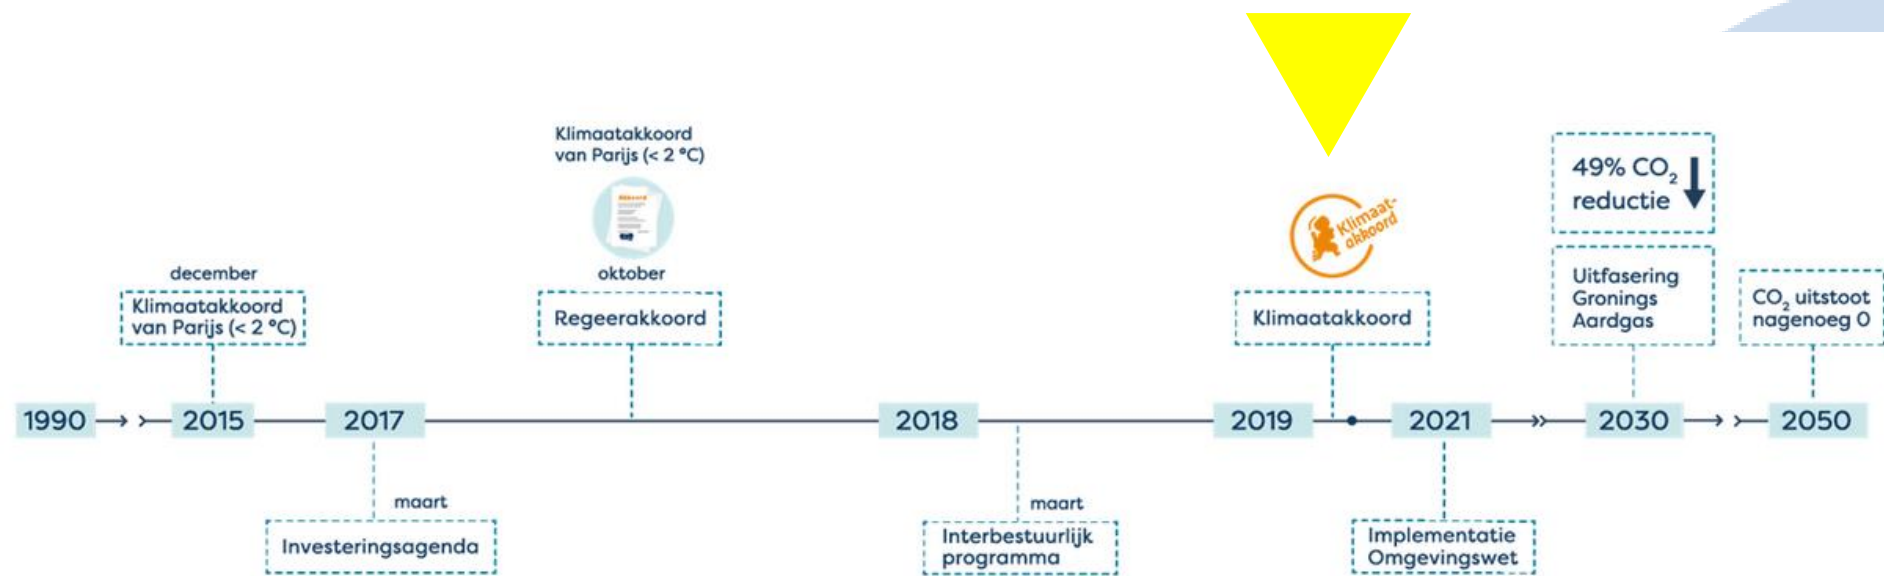 Klimaatakkoord
van Parijs (< 2 °C)
Akkoord
december
oktober
Klimaat-
akkoord
49% CO₂
reductie
Klimaatakkoord
van Parijs (< 2 °C)
Regeerakkoord
Klimaatakkoord
Uitfasering
Gronings
Aardgas
CO₂ uitstoot
nagenoeg 0
1990
2015
2017
2018
2019
2021
2030
2050
maart
Investeringsagenda
maart
Interbestuurlijk
programma
Implementatie
Omgevingswet